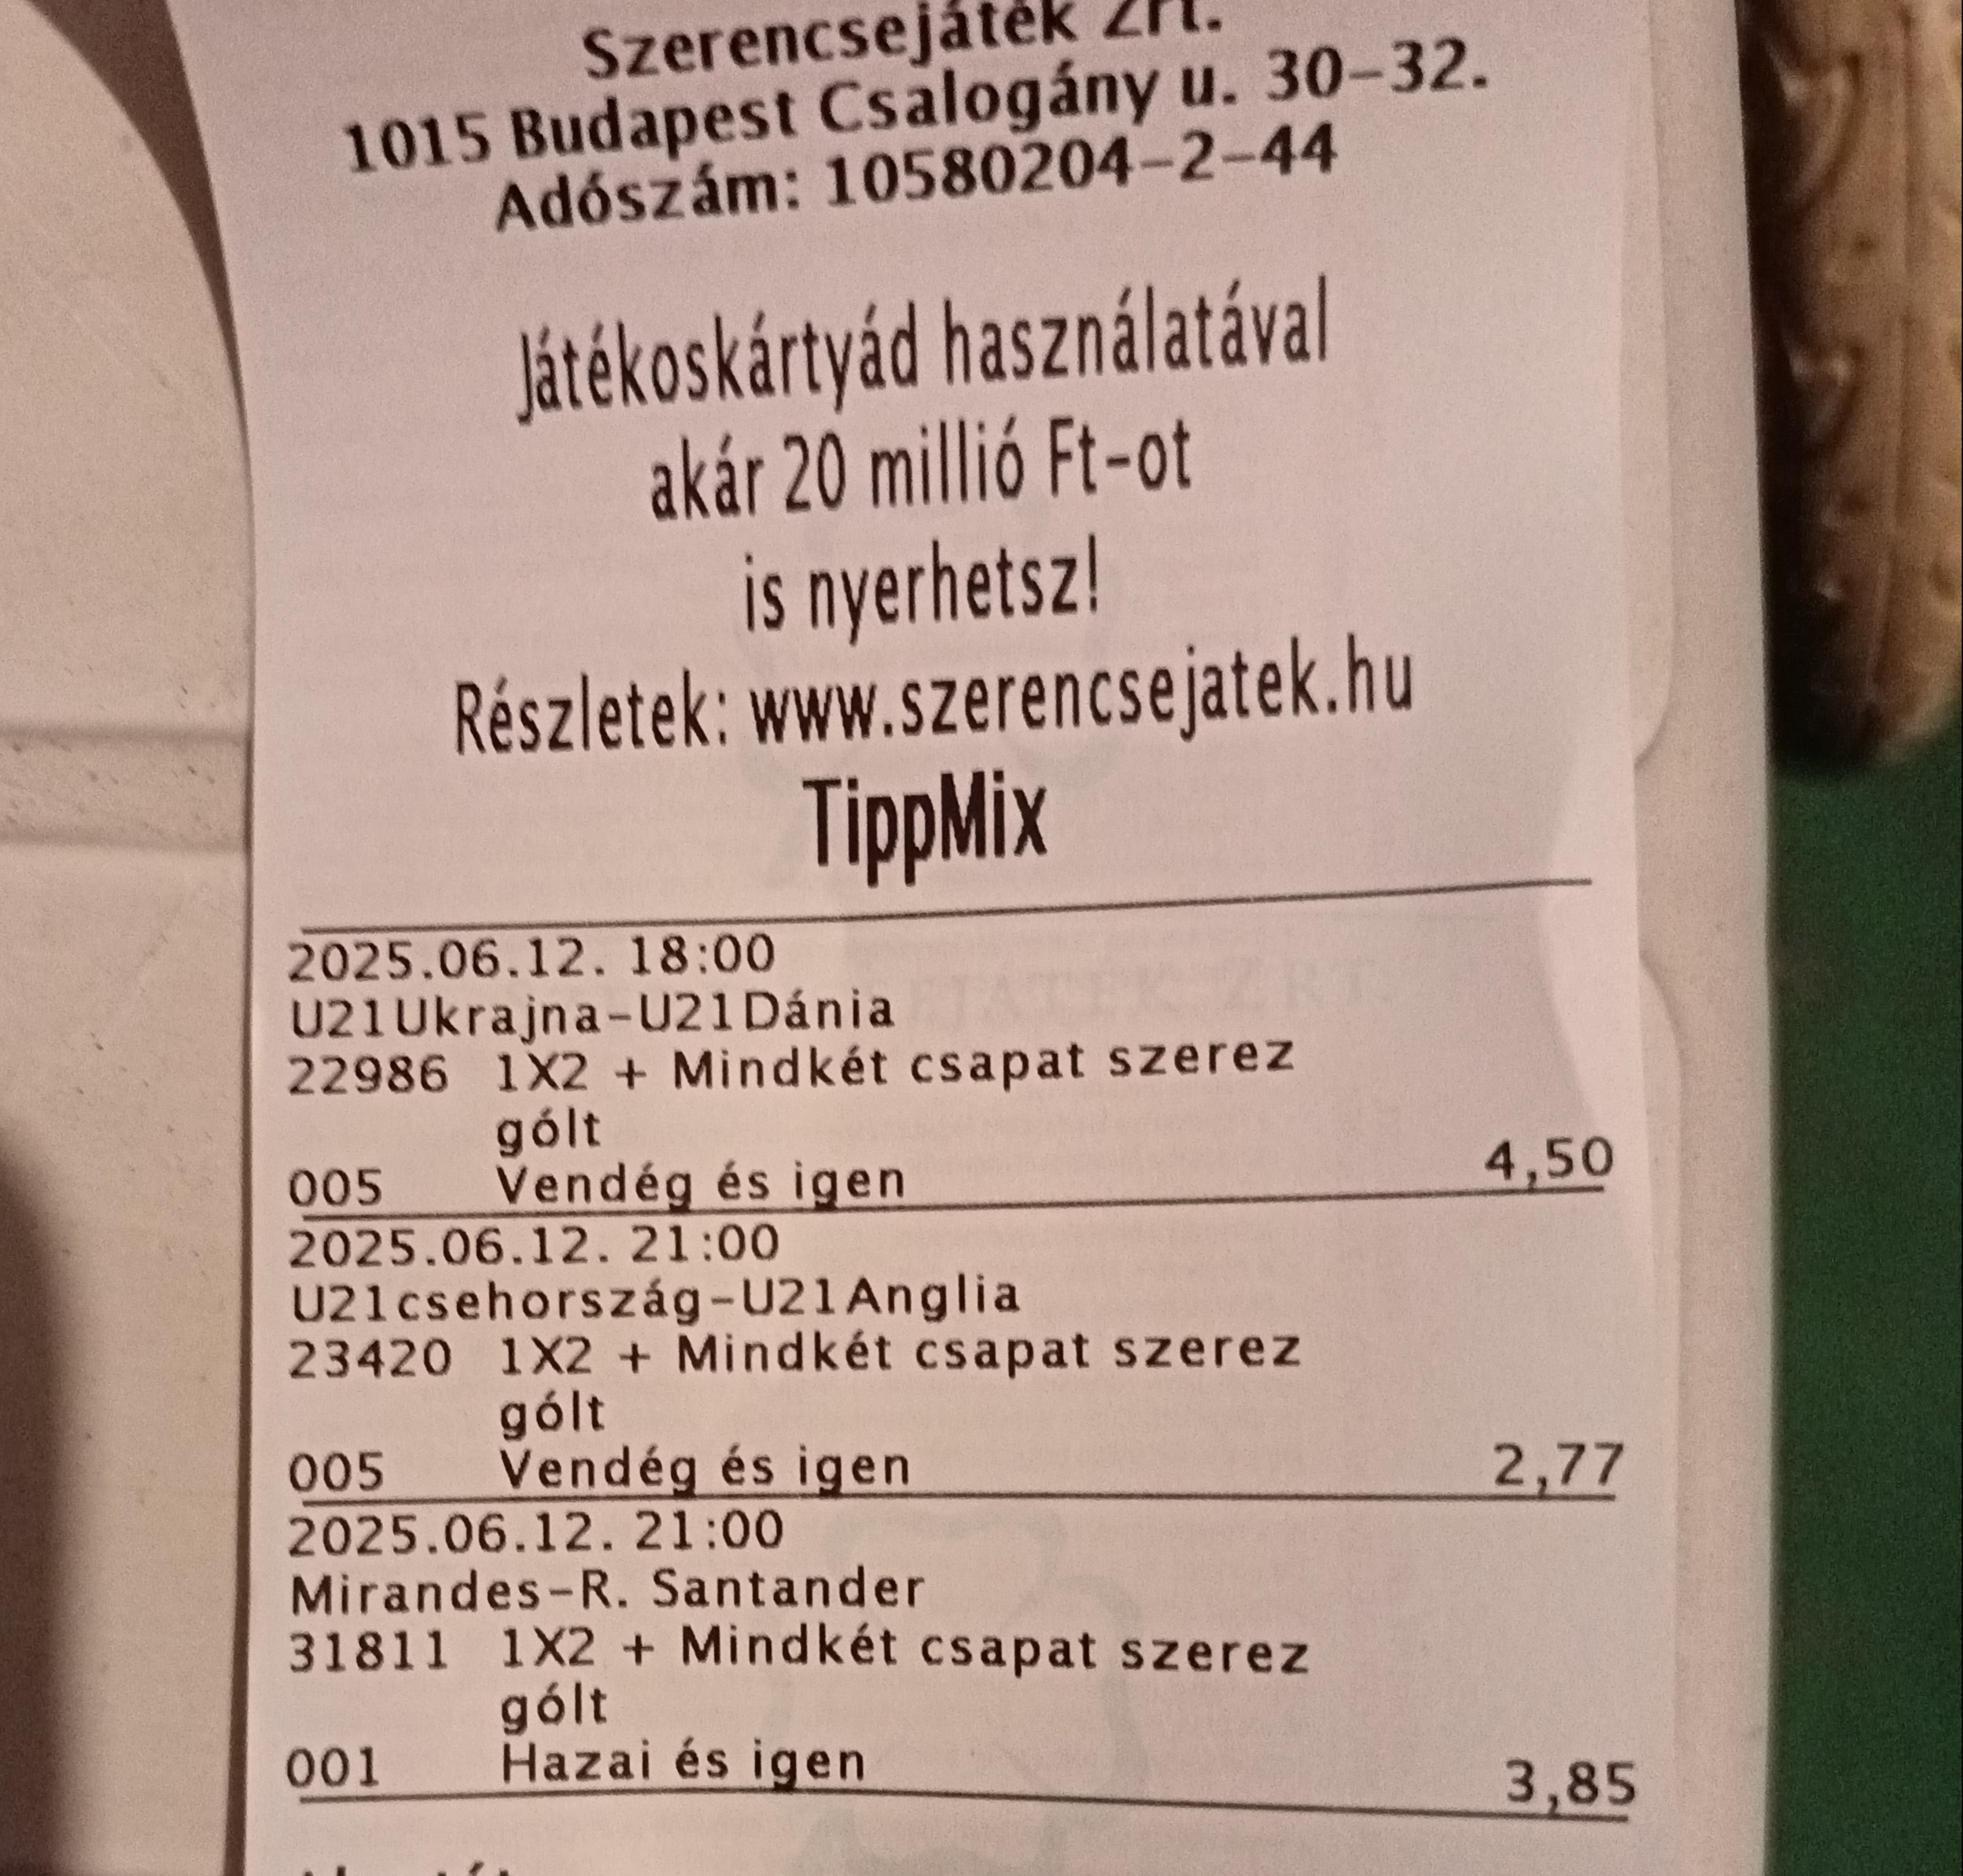 Szerencsejáték Zrt.
1015 Budapest Csalogány u. 30-32.
Adószám: 10580204-2-44
Játékoskártyád használatával
akár 20 millió Ft-ot
is nyerhetsz!
Részletek: www.szerencsejatek.hu
TippMix
2025.06.12. 18:00
U21Ukrajna-U21Dánia
22986 1X2 + Mindkét csapat szerez
gólt
005 Vendég és igen 4,50
2025.06.12. 21:00
U21csehország-U21Anglia
23420 1X2 + Mindkét csapat szerez
gólt
005 Vendég és igen 2,77
2025.06.12. 21:00
Mirandes-R. Santander
31811 1X2 + Mindkét csapat szerez
gólt
001 Hazai és igen 3,85